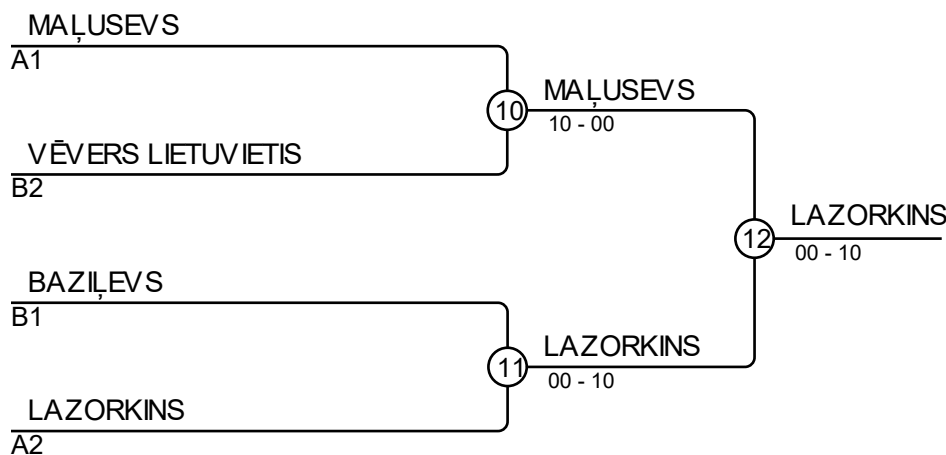 MAĻUSEVS
A1
10
MAĻUSEVS
10 - 00
VĒVERS LIETUVIETIS
B2
12
LAZORKINS
00 - 10
BAZIĻEVS
B1
11
LAZORKINS
00 - 10
LAZORKINS
A2